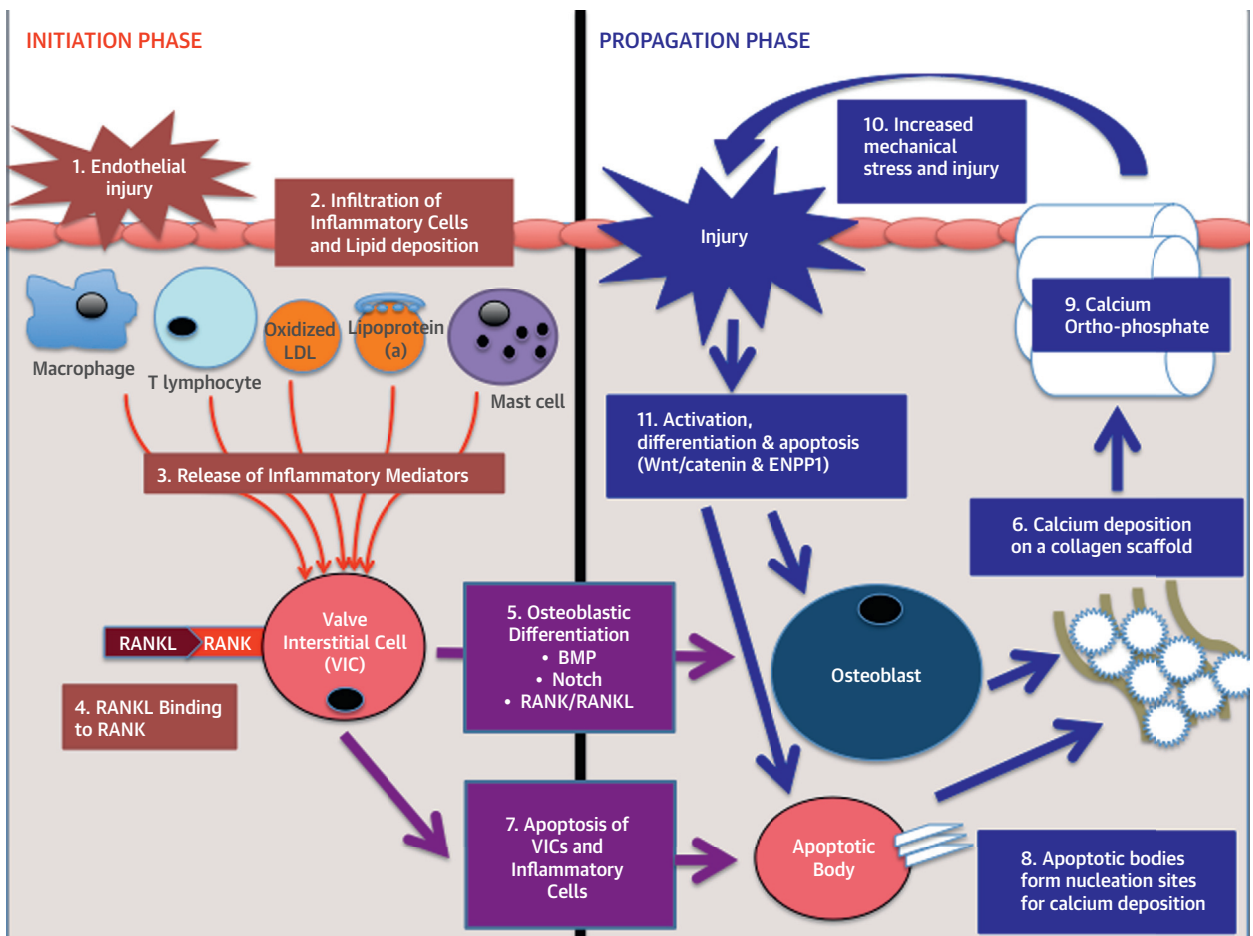 INITIATION PHASE
1. Endothelial
injury
2. Infiltration of
Inflammatory Cells
and Lipid deposition
Macrophage
T lymphocyte
Oxidized
LDL
Lipoprotein
(a)
Mast cell
3. Release of Inflammatory Mediators
RANKL
RANK
Valve
Interstitial Cell
(VIC)
4. RANKL Binding
to RANK
5. Osteoblastic
Differentiation
• BMP
• Notch
• RANK/RANKL
7. Apoptosis of
VICs and
Inflammatory
Cells
PROPAGATION PHASE
10. Increased
mechanical
stress and injury
Injury
9. Calcium
Ortho-phosphate
11. Activation,
differentiation & apoptosis
(Wnt/catenin & ENPP1)
6. Calcium deposition
on a collagen scaffold
Osteoblast
Apoptotic
Body
8. Apoptotic bodies
form nucleation sites
for calcium deposition